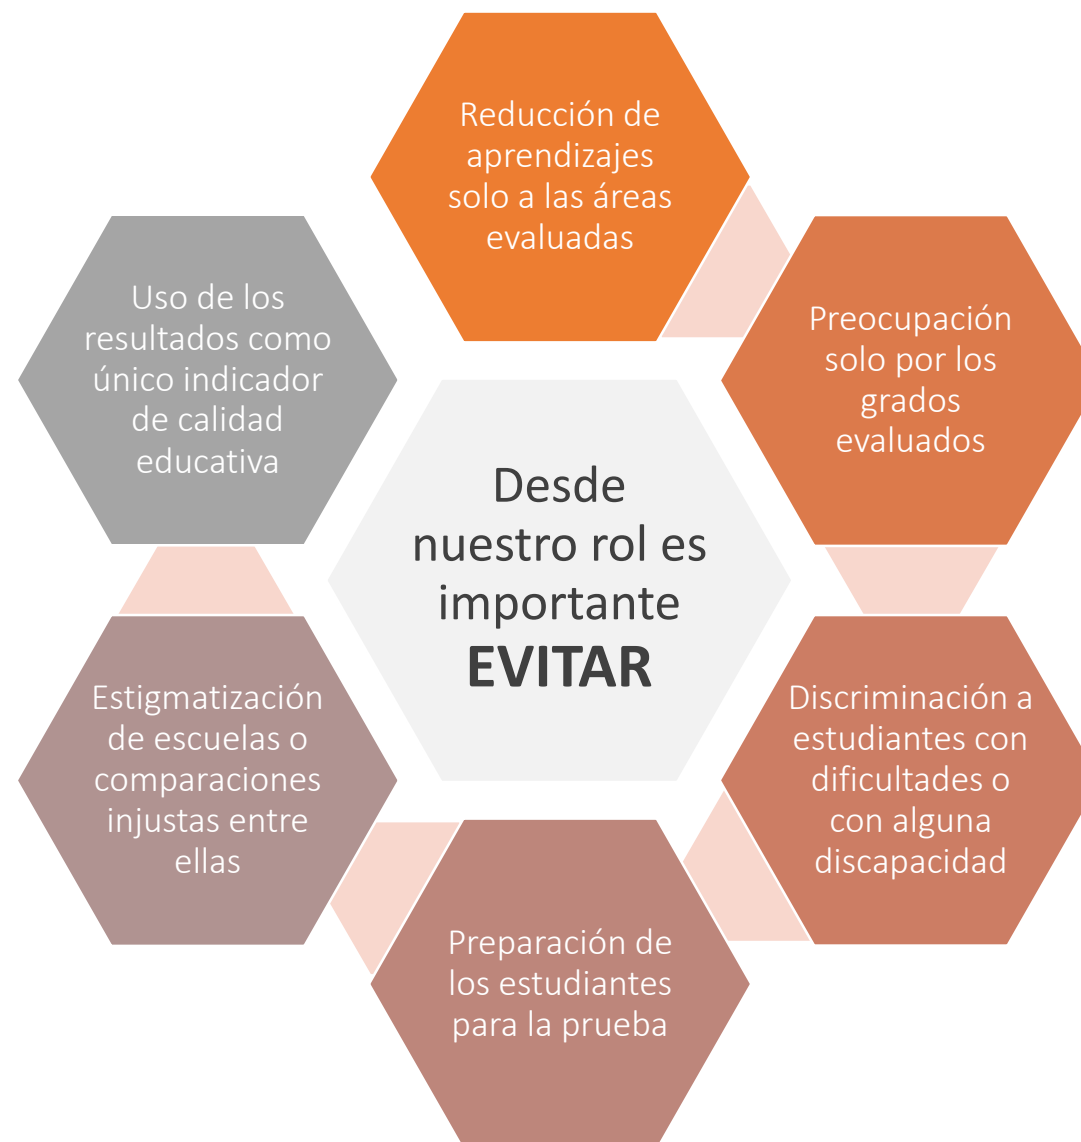 Reducción de
aprendizajes
solo a las áreas
evaluadas
Preocupación
solo por los
grados
evaluados
Discriminación a
estudiantes con
dificultades o
con alguna
discapacidad
Preparación de
los estudiantes
para la prueba
Estigmatización
de escuelas o
comparaciones
injustas entre
ellas
Uso de los
resultados como
único indicador
de calidad
educativa
Desde
nuestro rol es
importante
EVITAR